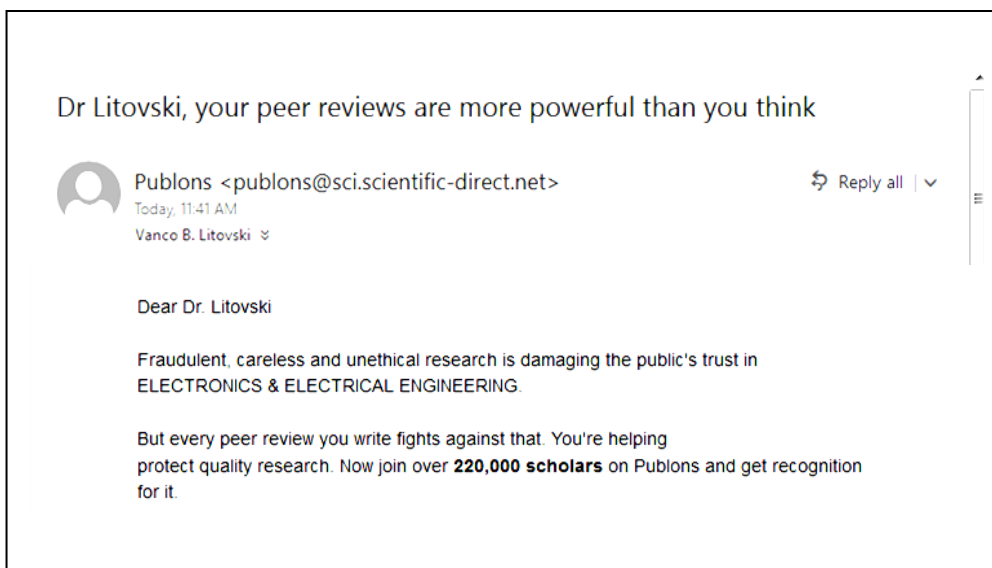 Dr Litovski, your peer reviews are more powerful than you think
Publons <publons@sci.scientific-direct.net>
Reply all
Today, 11:41 AM
Vanco B. Litovski
Dear Dr. Litovski
Fraudulent, careless and unethical research is damaging the public's trust in
ELECTRONICS & ELECTRICAL ENGINEERING.
But every peer review you write fights against that. You're helping
protect quality research. Now join over 220,000 scholars on Publons and get recognition
for it.